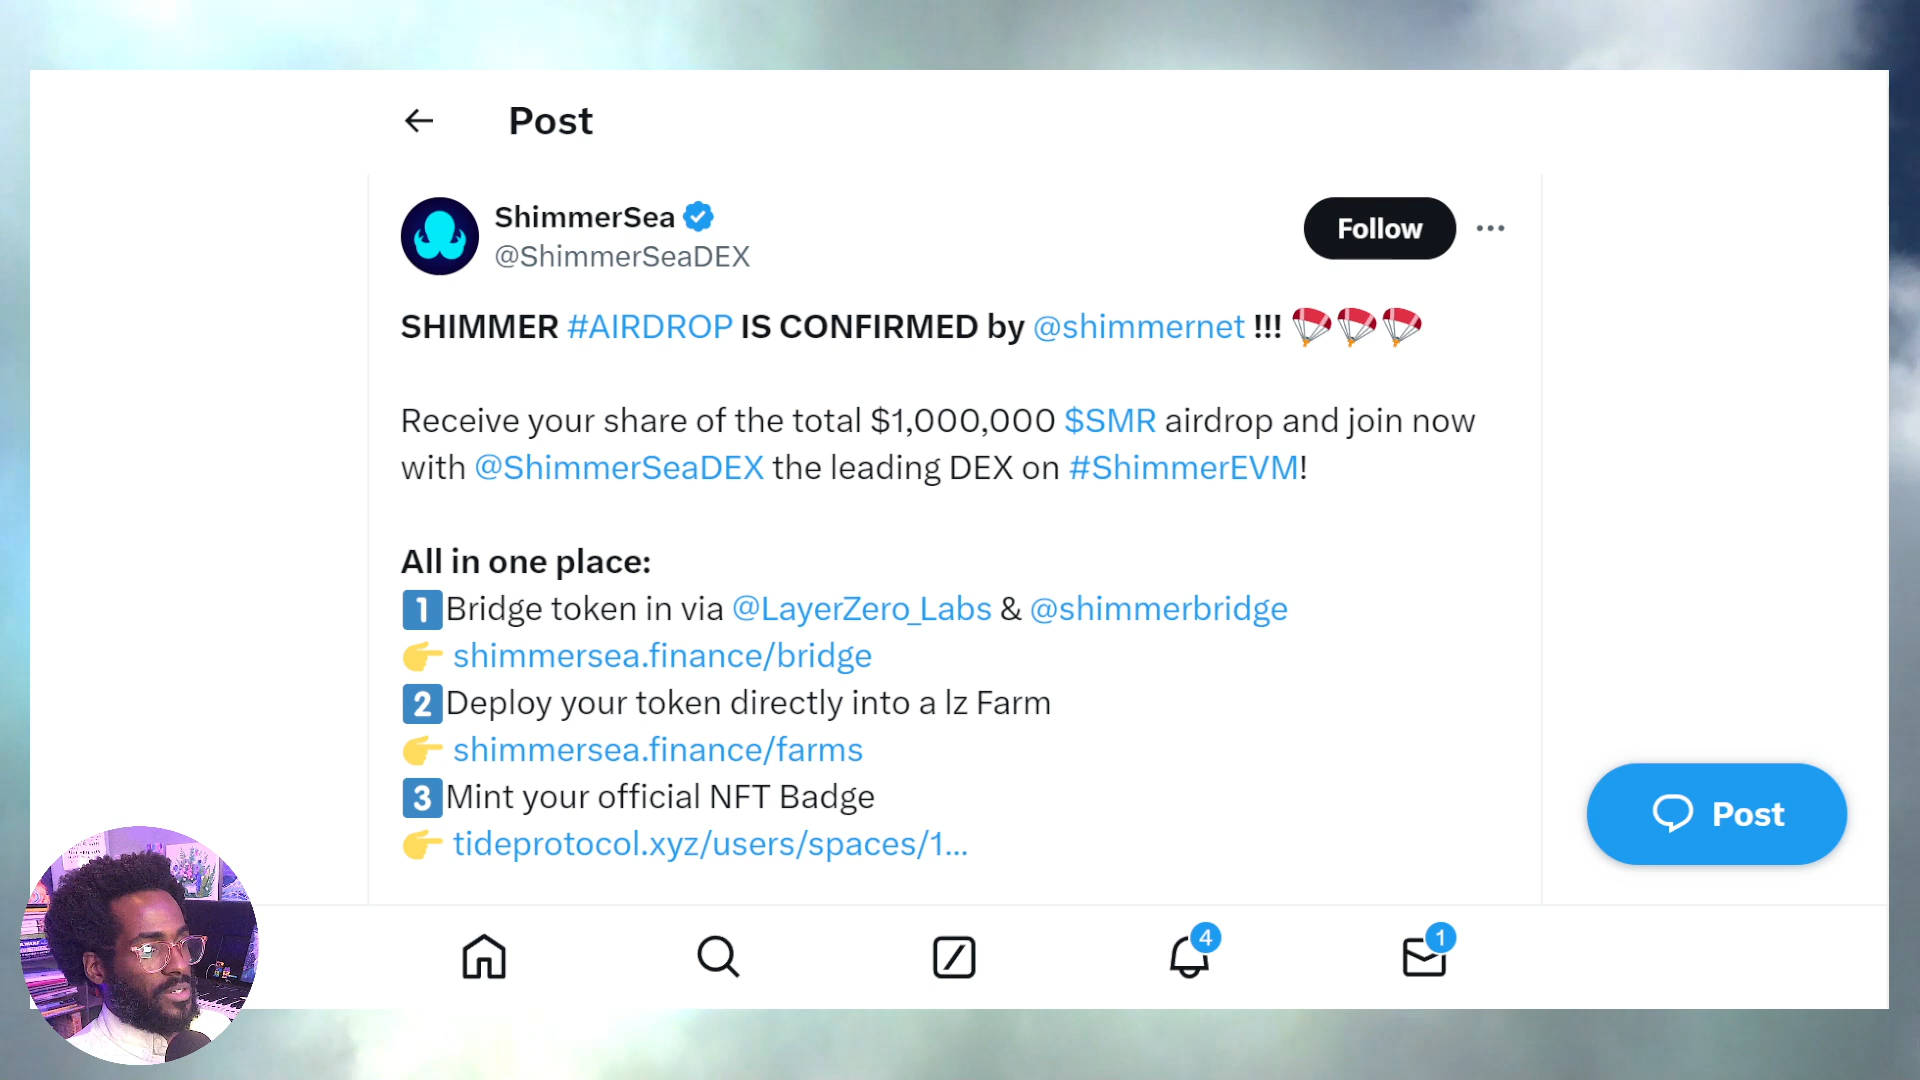 Post
ShimmerSea
@ShimmerSeaDEX
Follow
SHIMMER #AIRDROP IS CONFIRMED by @shimmernet !!! 🪂🪂🪂
Receive your share of the total $1,000,000 $SMR airdrop and join now
with @ShimmerSeaDEX the leading DEX on #ShimmerEVM!
All in one place:
1️⃣Bridge token in via @LayerZero_Labs & @shimmerbridge
👉 shimmersea.finance/bridge
2️⃣Deploy your token directly into a lz Farm
👉 shimmersea.finance/farms
3️⃣Mint your official NFT Badge
👉 tideprotocol.xyz/users/spaces/1...
Post
4
1